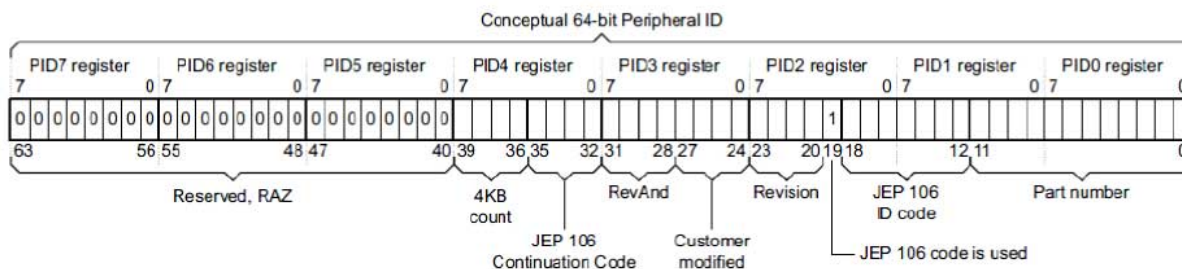 Conceptual 64-bit Peripheral ID
PID7 register PID6 register PID5 register PID4 register PID3 register PID2 register PID1 register PID0 register
7 0 7 0 7 0 7 0 7 0 7 0 7 0 7 0
0 0 0 0 0 0 0 0 0 0 0 0 0 0 0 0 0 0 0 0 0 0 0 0 1
63 56 55 48 47 40 39 36 35 32 31 28 27 24 23 20 19 18 12 11 0
Reserved, RAZ 4KB count RevAnd Revision JEP 106 ID code Part number
JEP 106 Continuation Code Customer modified JEP 106 code is used